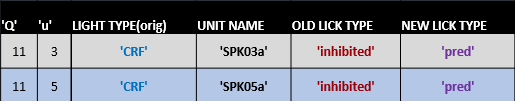 'Q' 'u' LIGHT TYPE(orig) UNIT NAME OLD LICK TYPE NEW LICK TYPE
11 3 'CRF' 'SPK03a' 'inhibited' 'pred'
11 5 'CRF' 'SPK05a' 'inhibited' 'pred'